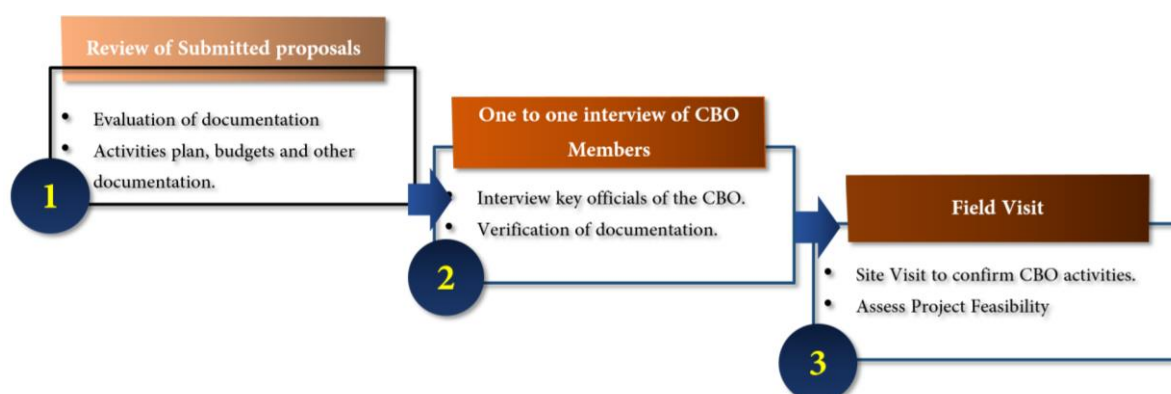 Review of Submitted proposals
• Evaluation of documentation
• Activities plan, budgets and other
documentation.
1
One to one interview of CBO
Members
• Interview key officials of the CBO.
• Verification of documentation.
2
Field Visit
• Site Visit to confirm CBO activities.
• Assess Project Feasibility
3